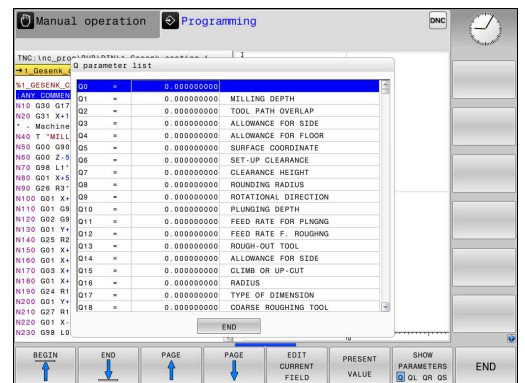 Manual operation
Programming
DNC
TNC:\nc_prog\
1
→1_Gesenk_
Q parameter list
%1_GESENK_C
;ANY COMMEN
N10 G30 G17
N20 G31 X+1
* - Machine
N40 T "MILL
N50 G00 G90
N60 G00 Z-5
N70 G98 L1*
N80 G01 X+5
N90 G26 R3*
N100 G01 X+
N110 G01 G9
N120 G02 G9
N130 G01 Y+
N140 G25 R2
N150 G01 X+
N160 G01 X+
N170 G03 X+
N180 G01 X+
N190 G24 R1
N200 G01 Y+
N210 G27 R1
N220 G01 X-
N230 G98 L0
Q0 = 0.000000000
Q1 = 0.000000000 MILLING DEPTH
Q2 = 0.000000000 TOOL PATH OVERLAP
Q3 = 0.000000000 ALLOWANCE FOR SIDE
Q4 = 0.000000000 ALLOWANCE FOR FLOOR
Q5 = 0.000000000 SURFACE COORDINATE
Q6 = 0.000000000 SET-UP CLEARANCE
Q7 = 0.000000000 CLEARANCE HEIGHT
Q8 = 0.000000000 ROUNDING RADIUS
Q9 = 0.000000000 ROTATIONAL DIRECTION
Q10 = 0.000000000 PLUNGING DEPTH
Q11 = 0.000000000 FEED RATE FOR PLNGNG
Q12 = 0.000000000 FEED RATE F. ROUGHNG
Q13 = 0.000000000 ROUGH-OUT TOOL
Q14 = 0.000000000 ALLOWANCE FOR SIDE
Q15 = 0.000000000 CLIMB OR UP-CUT
Q16 = 0.000000000 RADIUS
Q17 = 0.000000000 TYPE OF DIMENSION
Q18 = 0.000000000 COARSE ROUGHING TOOL
END
BEGIN
END
PAGE
PAGE
EDIT
CURRENT
FIELD
PRESENT
VALUE
SHOW
PARAMETERS
Q QL QR QS
END